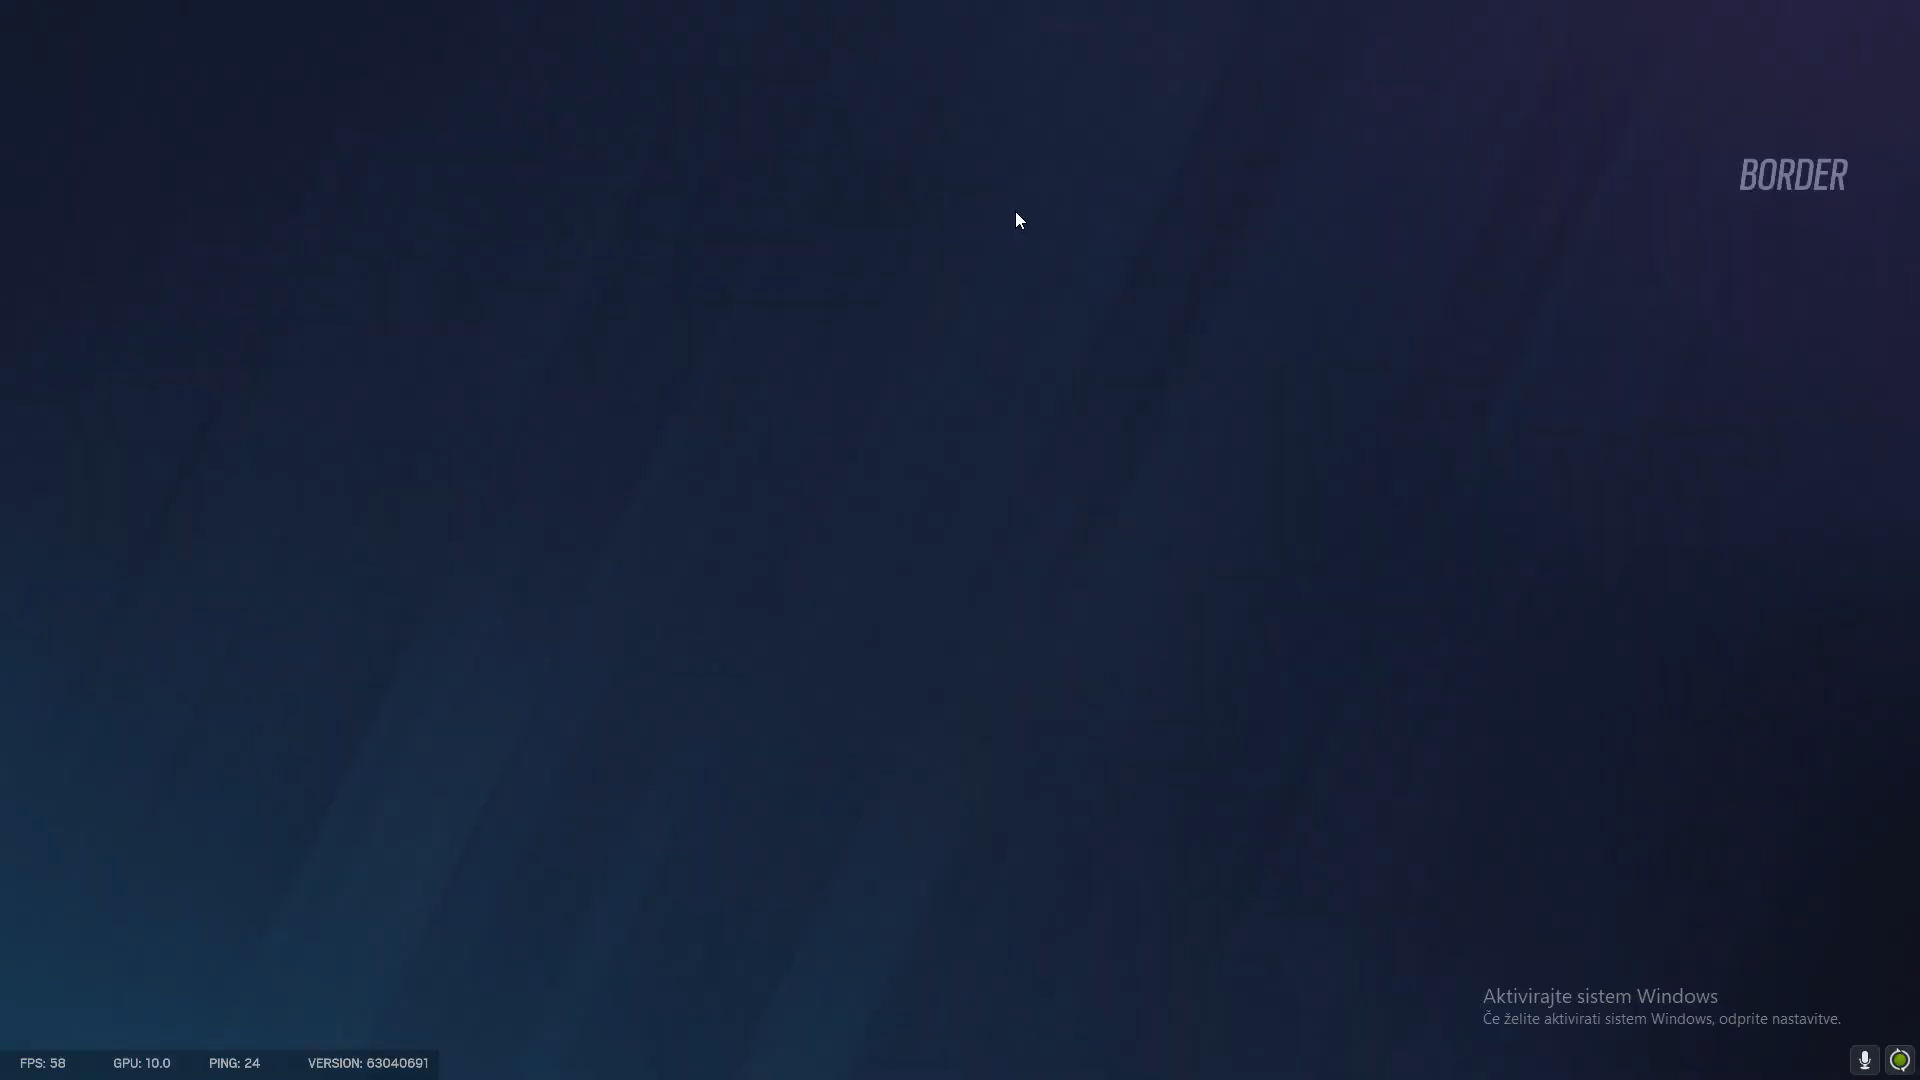 BORDER
Aktivirajte sistem Windows
Če želite aktivirati sistem Windows, odprite nastavitve.
FPS: 58 GPU: 10.0 PING: 24 VERSION: 63040691